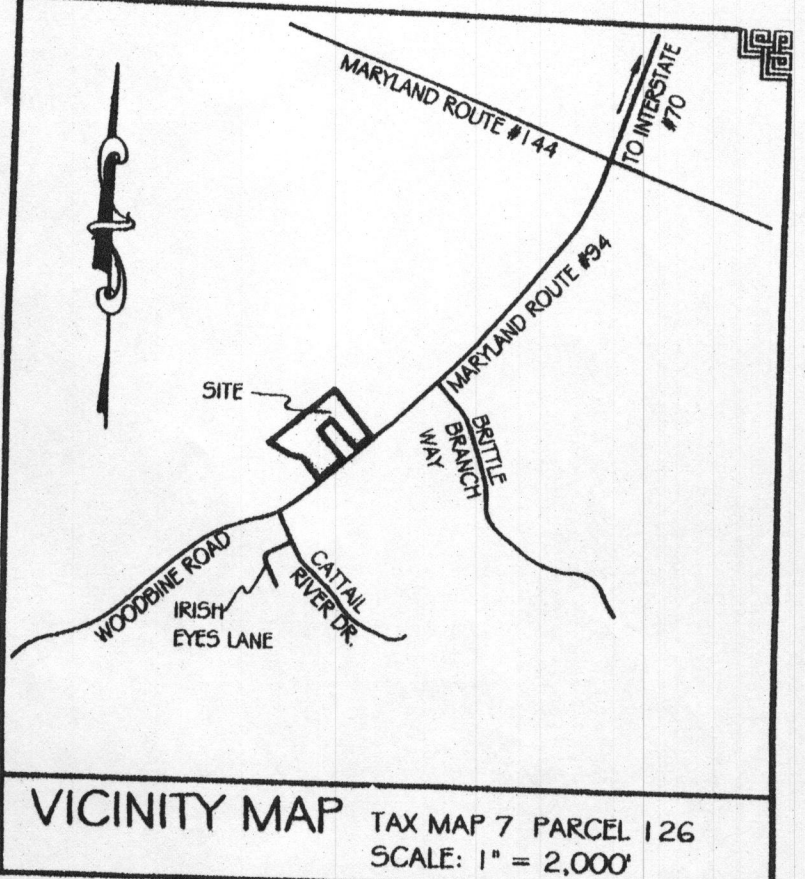 MARYLAND ROUTE #144
TO INTERSTATE
#70
MARYLAND ROUTE #94
SITE
BRITTLE
BRANCH
WAY
WOODBINE ROAD
CATTAIL
RIVER DR.
IRISH
EYES LANE
VICINITY MAP
TAX MAP 7 PARCEL 126
SCALE: 1" = 2,000'